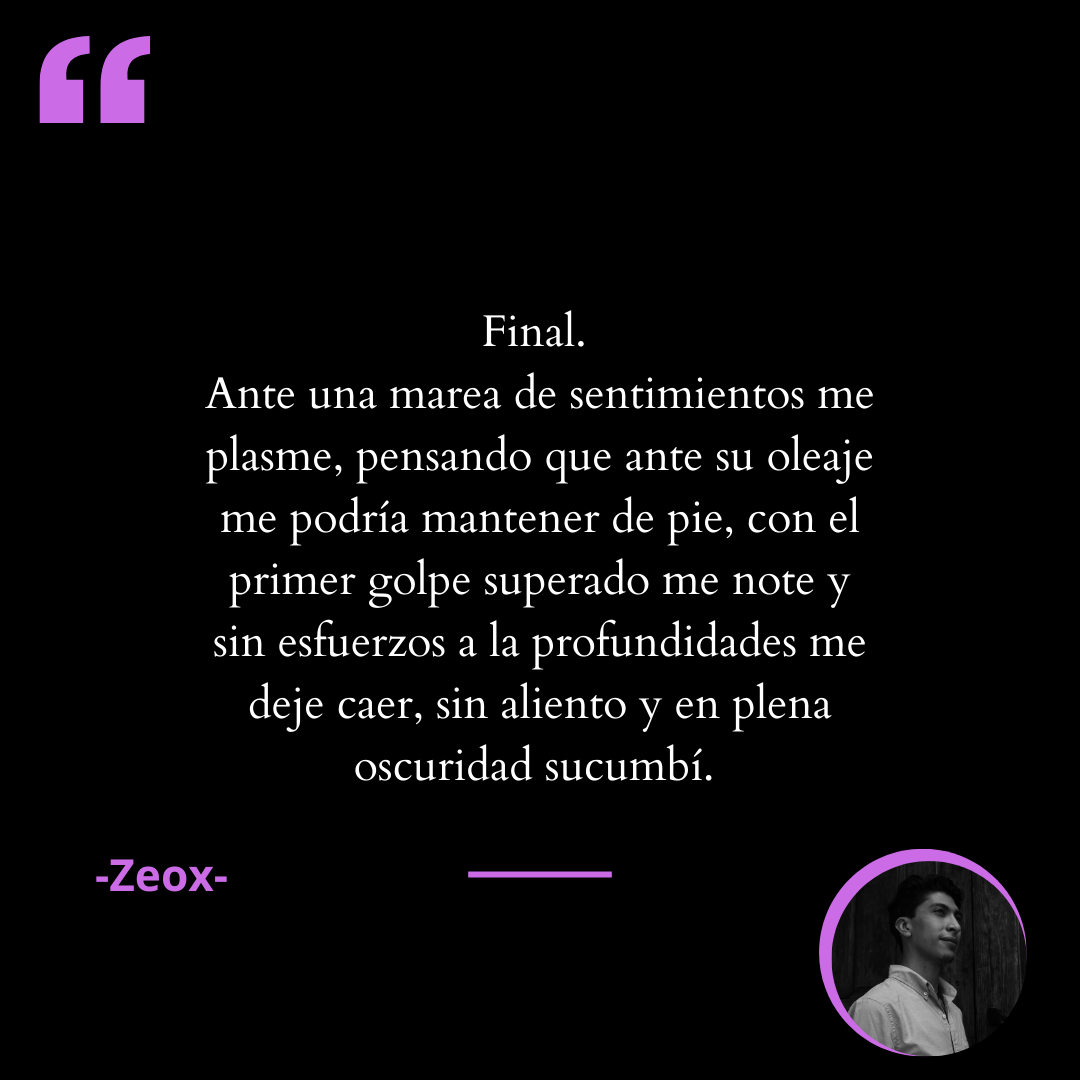 “
Final.
Ante una marea de sentimientos me
plasme, pensando que ante su oleaje
me podría mantener de pie, con el
primer golpe superado me note y
sin esfuerzos a la profundidades me
deje caer, sin aliento y en plena
oscuridad sucumbí.
-Zeox-